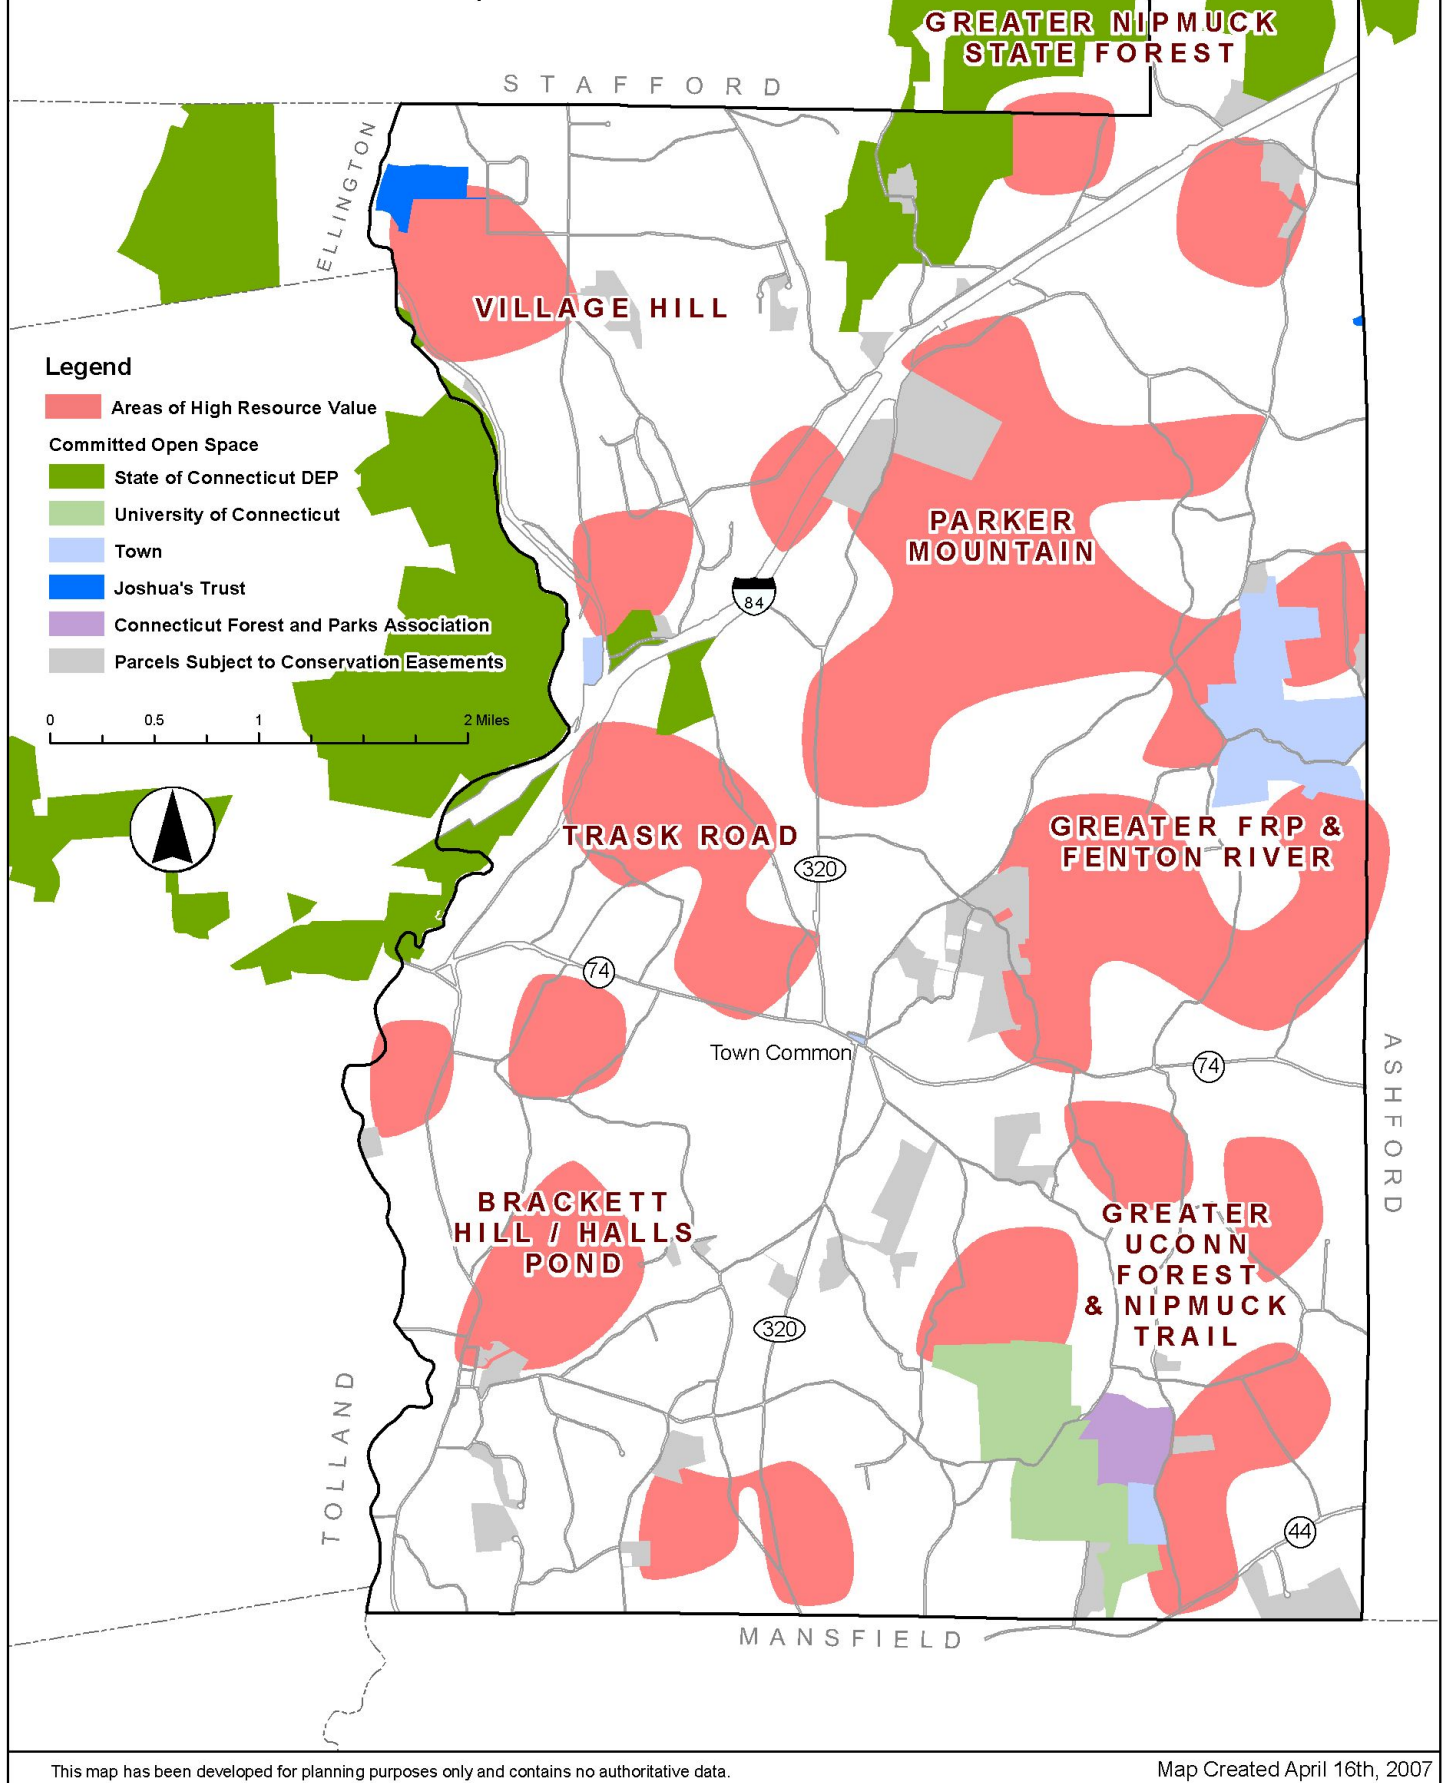 GREATER NIPMUCK
STATE FOREST
STAFFORD
ELLINGTON
VILLAGE HILL
Legend
Areas of High Resource Value
Committed Open Space
State of Connecticut DEP
University of Connecticut
Town
Joshua's Trust
Connecticut Forest and Parks Association
Parcels Subject to Conservation Easements
0 0.5 1 2 Miles
PARKER
MOUNTAIN
84
TRASK ROAD
GREATER FRP &
FENTON RIVER
320
74
Town Common
74
ASHFORD
BRACKETT
HILL / HALLS
POND
GREATER
UCONN
FOREST
& NIPMUCK
TRAIL
320
TOLLAND
44
MANSFIELD
This map has been developed for planning purposes only and contains no authoritative data.
Map Created April 16th, 2007